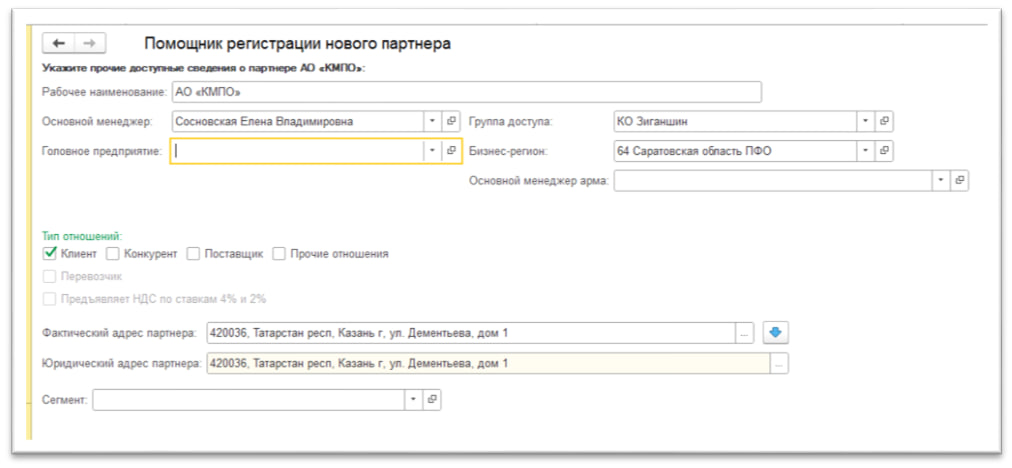 Помощник регистрации нового партнера
Укажите прочие доступные сведения о партнере АО «КМПО»:
Рабочее наименование: АО «КМПО»
Основной менеджер: Сосновская Елена Владимировна Группа доступа: КО Зиганшин
Головное предприятие: Бизнес-регион: 64 Саратовская область ПФО
Основной менеджер арма:
Тип отношений:
Клиент Конкурент Поставщик Прочие отношения
Перевозчик
Предъявляет НДС по ставкам 4% и 2%
Фактический адрес партнера: 420036, Татарстан респ, Казань г, ул. Дементьева, дом 1 ...
Юридический адрес партнера: 420036, Татарстан респ, Казань г, ул. Дементьева, дом 1 ...
Сегмент: